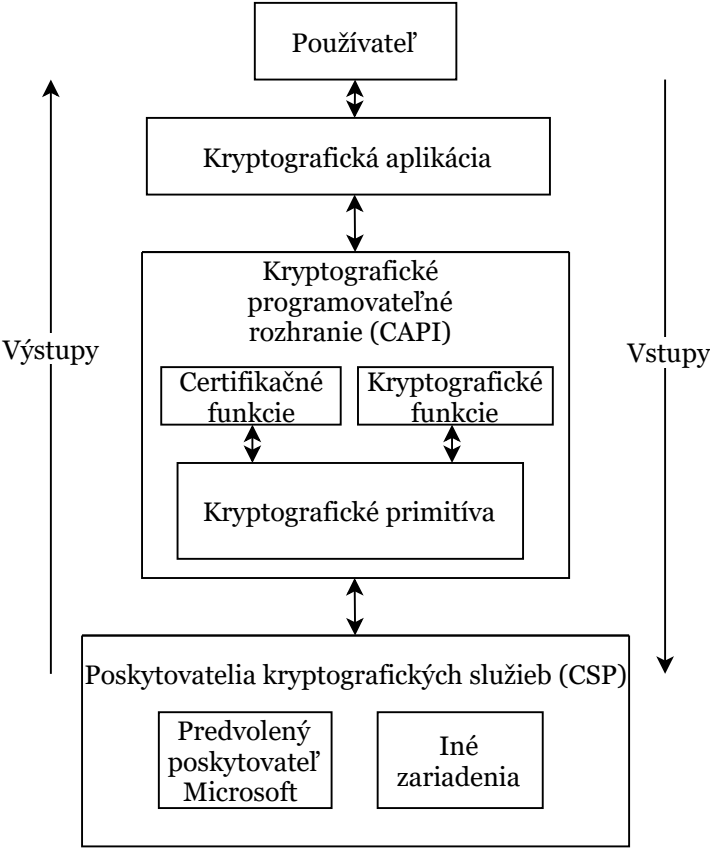 Používateľ
Kryptografická aplikácia
Kryptografické
programovateľné
rozhranie (CAPI)
Výstupy
Vstupy
Certifikačné
funkcie
Kryptografické
funkcie
Kryptografické primitíva
Poskytovatelia kryptografických služieb (CSP)
Predvolený
poskytovateľ
Microsoft
Iné
zariadenia